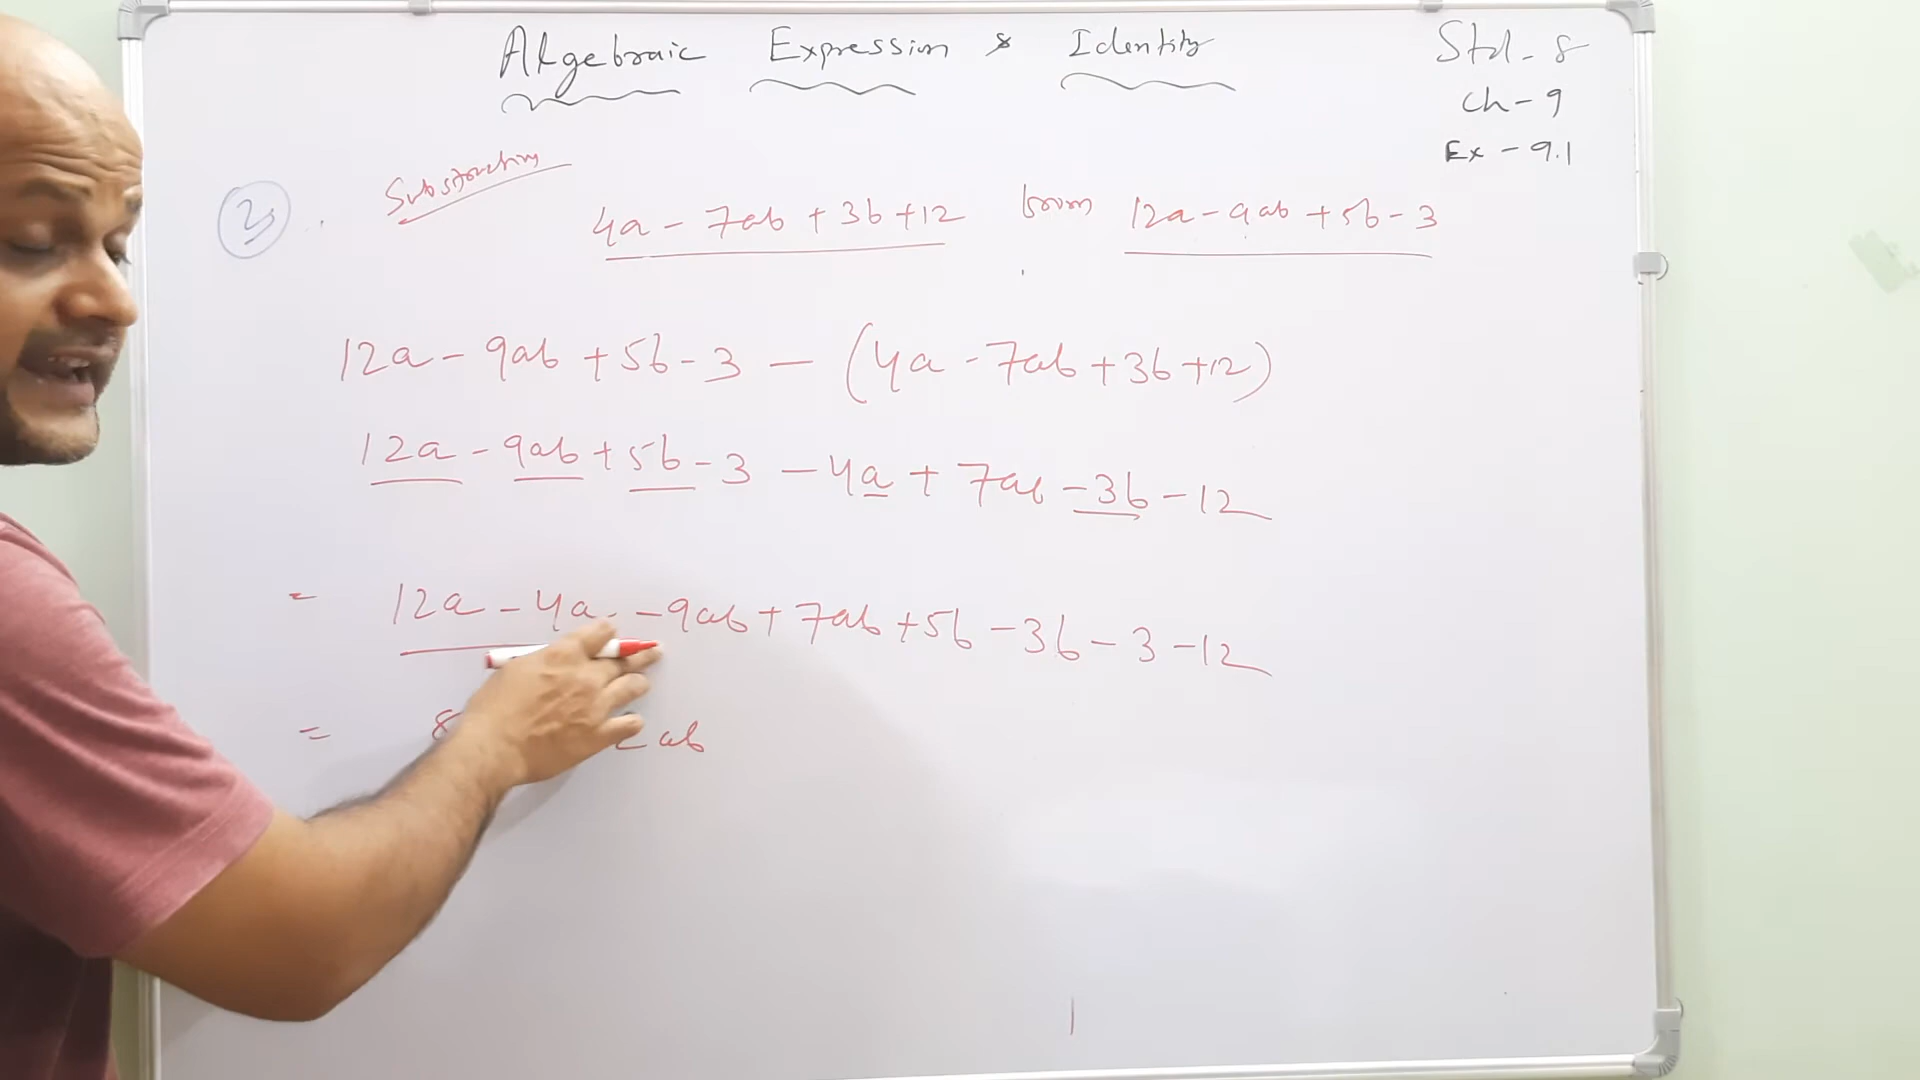 Algebraic Expression & Identity
Std - 8
Ch - 9
Ex - 9.1
Substracting
4a - 7ab + 3b + 12 from 12a - 9ab + 5b - 3
12a - 9ab + 5b - 3 - (4a - 7ab + 3b + 12)
12a - 9ab + 5b - 3 - 4a + 7ab - 3b - 12
= 12a - 4a - 9ab + 7ab + 5b - 3b - 3 - 12
= 8 2ab